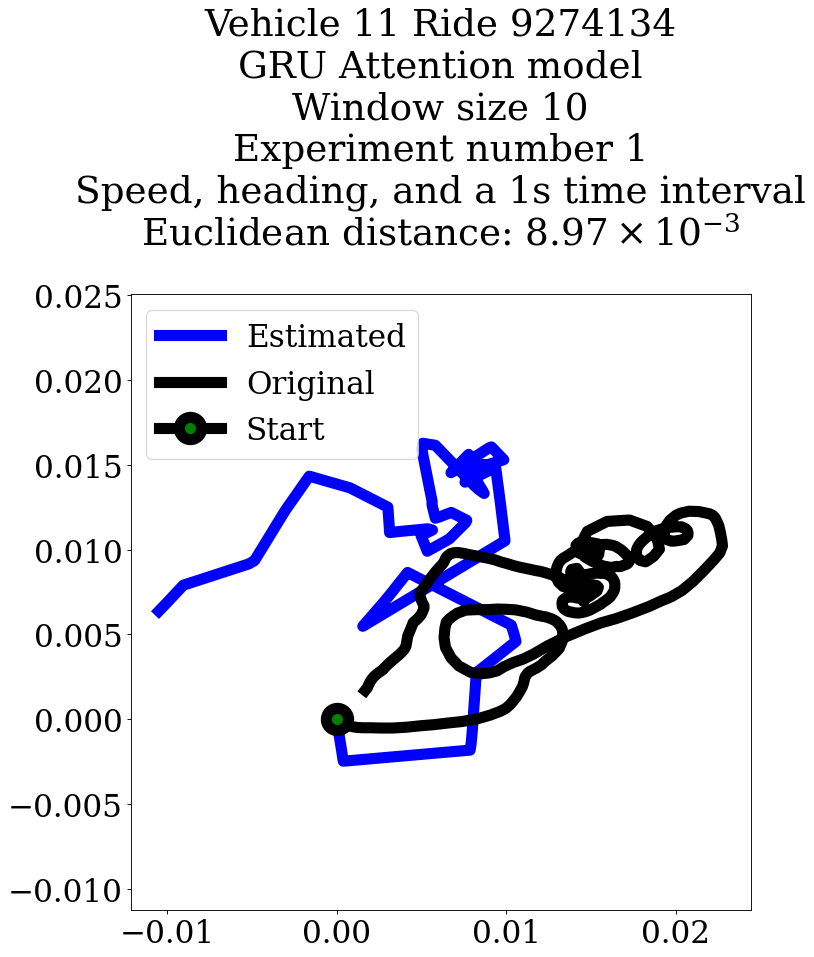 Vehicle 11 Ride 9274134
GRU Attention model
Window size 10
Experiment number 1
Speed, heading, and a 1s time interval
Euclidean distance: 8.97 × 10⁻³
0.025
0.020
0.015
0.010
0.005
0.000
−0.005
−0.010
Estimated
Original
Start
−0.01
0.00
0.01
0.02